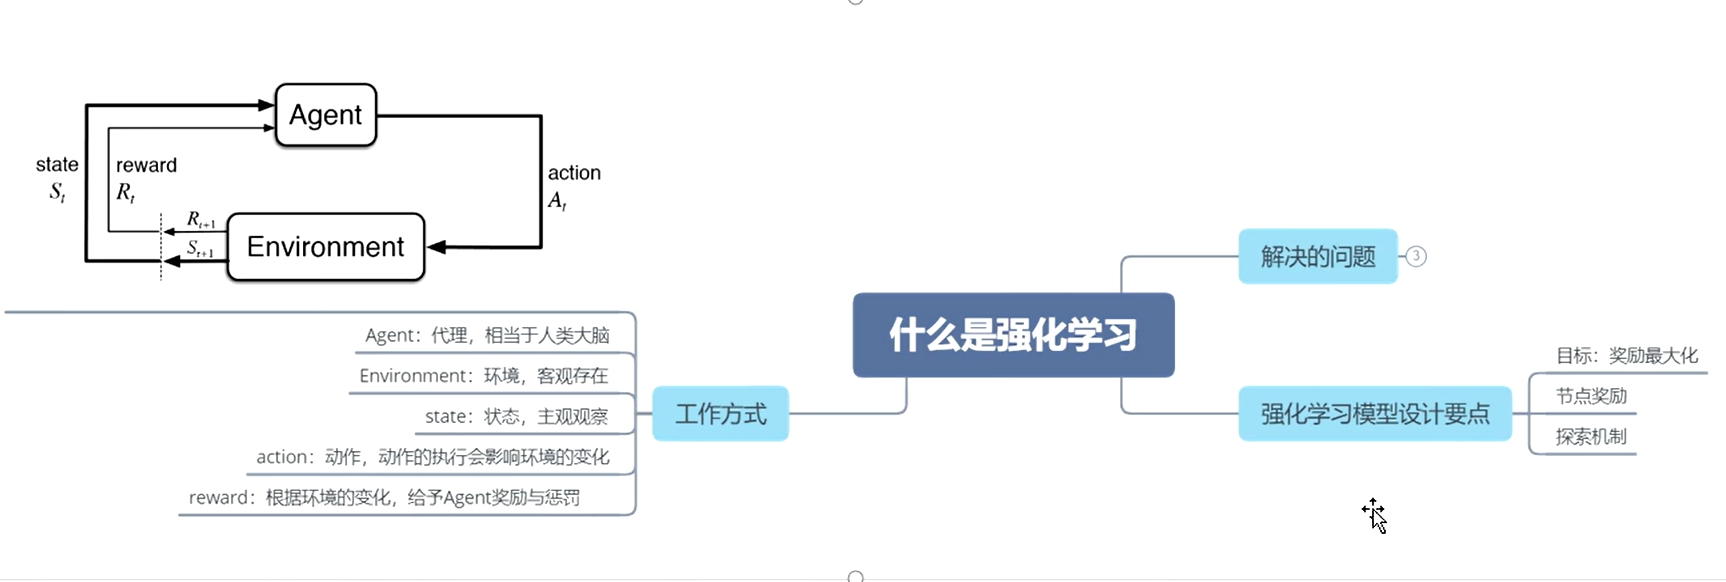 Agent
state
S_t
reward
R_t
action
A_t
R_{t+1}
S_{t+1}
Environment
Agent：代理，相当于人类大脑
Environment：环境，客观存在
state：状态，主观观察
action：动作，动作的执行会影响环境的变化
reward：根据环境的变化，给予Agent奖励与惩罚
工作方式
什么是强化学习
解决的问题
3
强化学习模型设计要点
目标：奖励最大化
节点奖励
探索机制